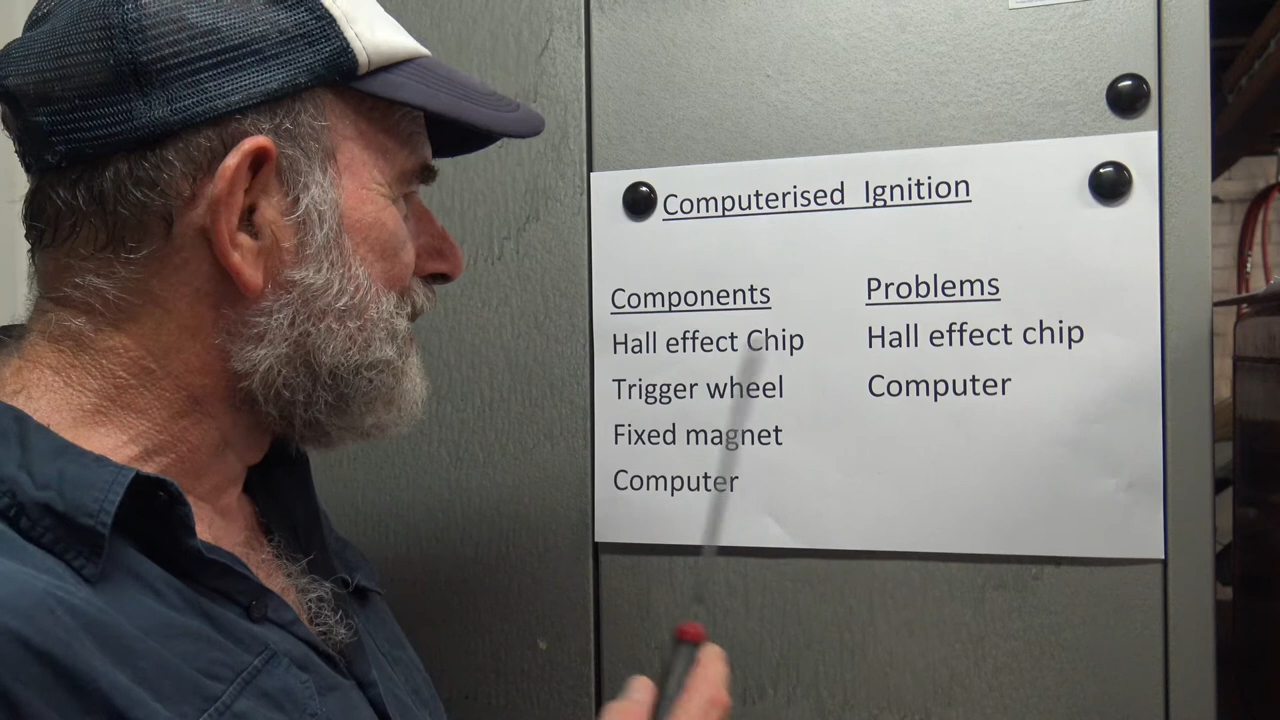 Computerised Ignition
Components
Hall effect Chip
Trigger wheel
Fixed magnet
Computer
Problems
Hall effect chip
Computer